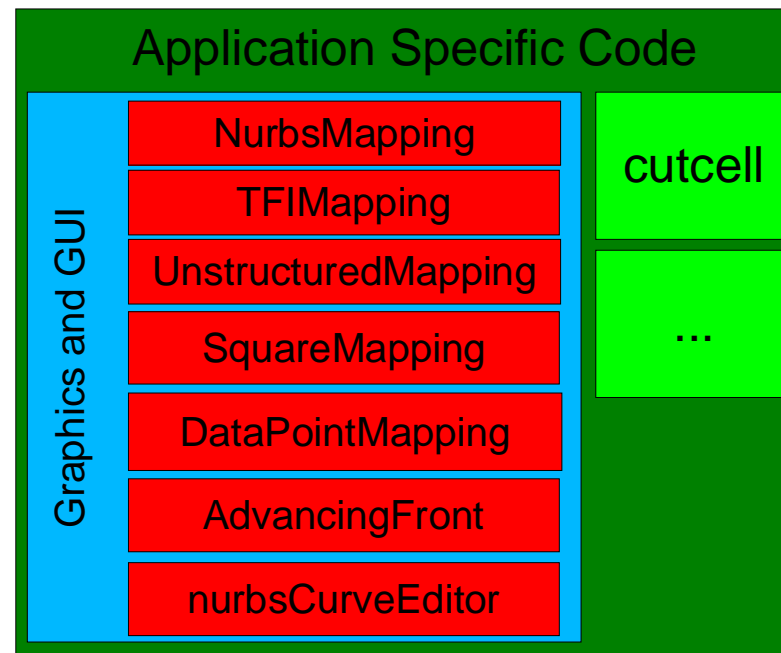 Application Specific Code
Graphics and GUI
NurbsMapping
TFIMapping
UnstructuredMapping
SquareMapping
DataPointMapping
AdvancingFront
nurbsCurveEditor
cutcell
...